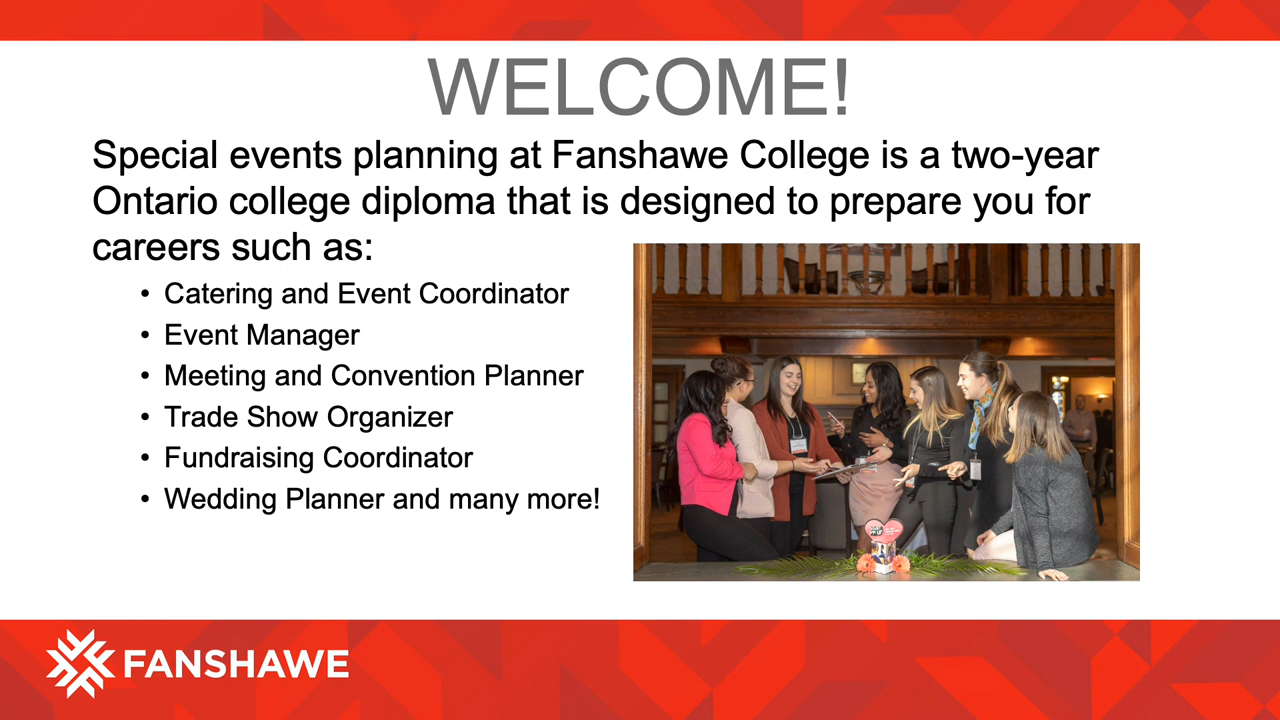 WELCOME!
Special events planning at Fanshawe College is a two-year
Ontario college diploma that is designed to prepare you for
careers such as:
• Catering and Event Coordinator
• Event Manager
• Meeting and Convention Planner
• Trade Show Organizer
• Fundraising Coordinator
• Wedding Planner and many more!
FANSHAWE